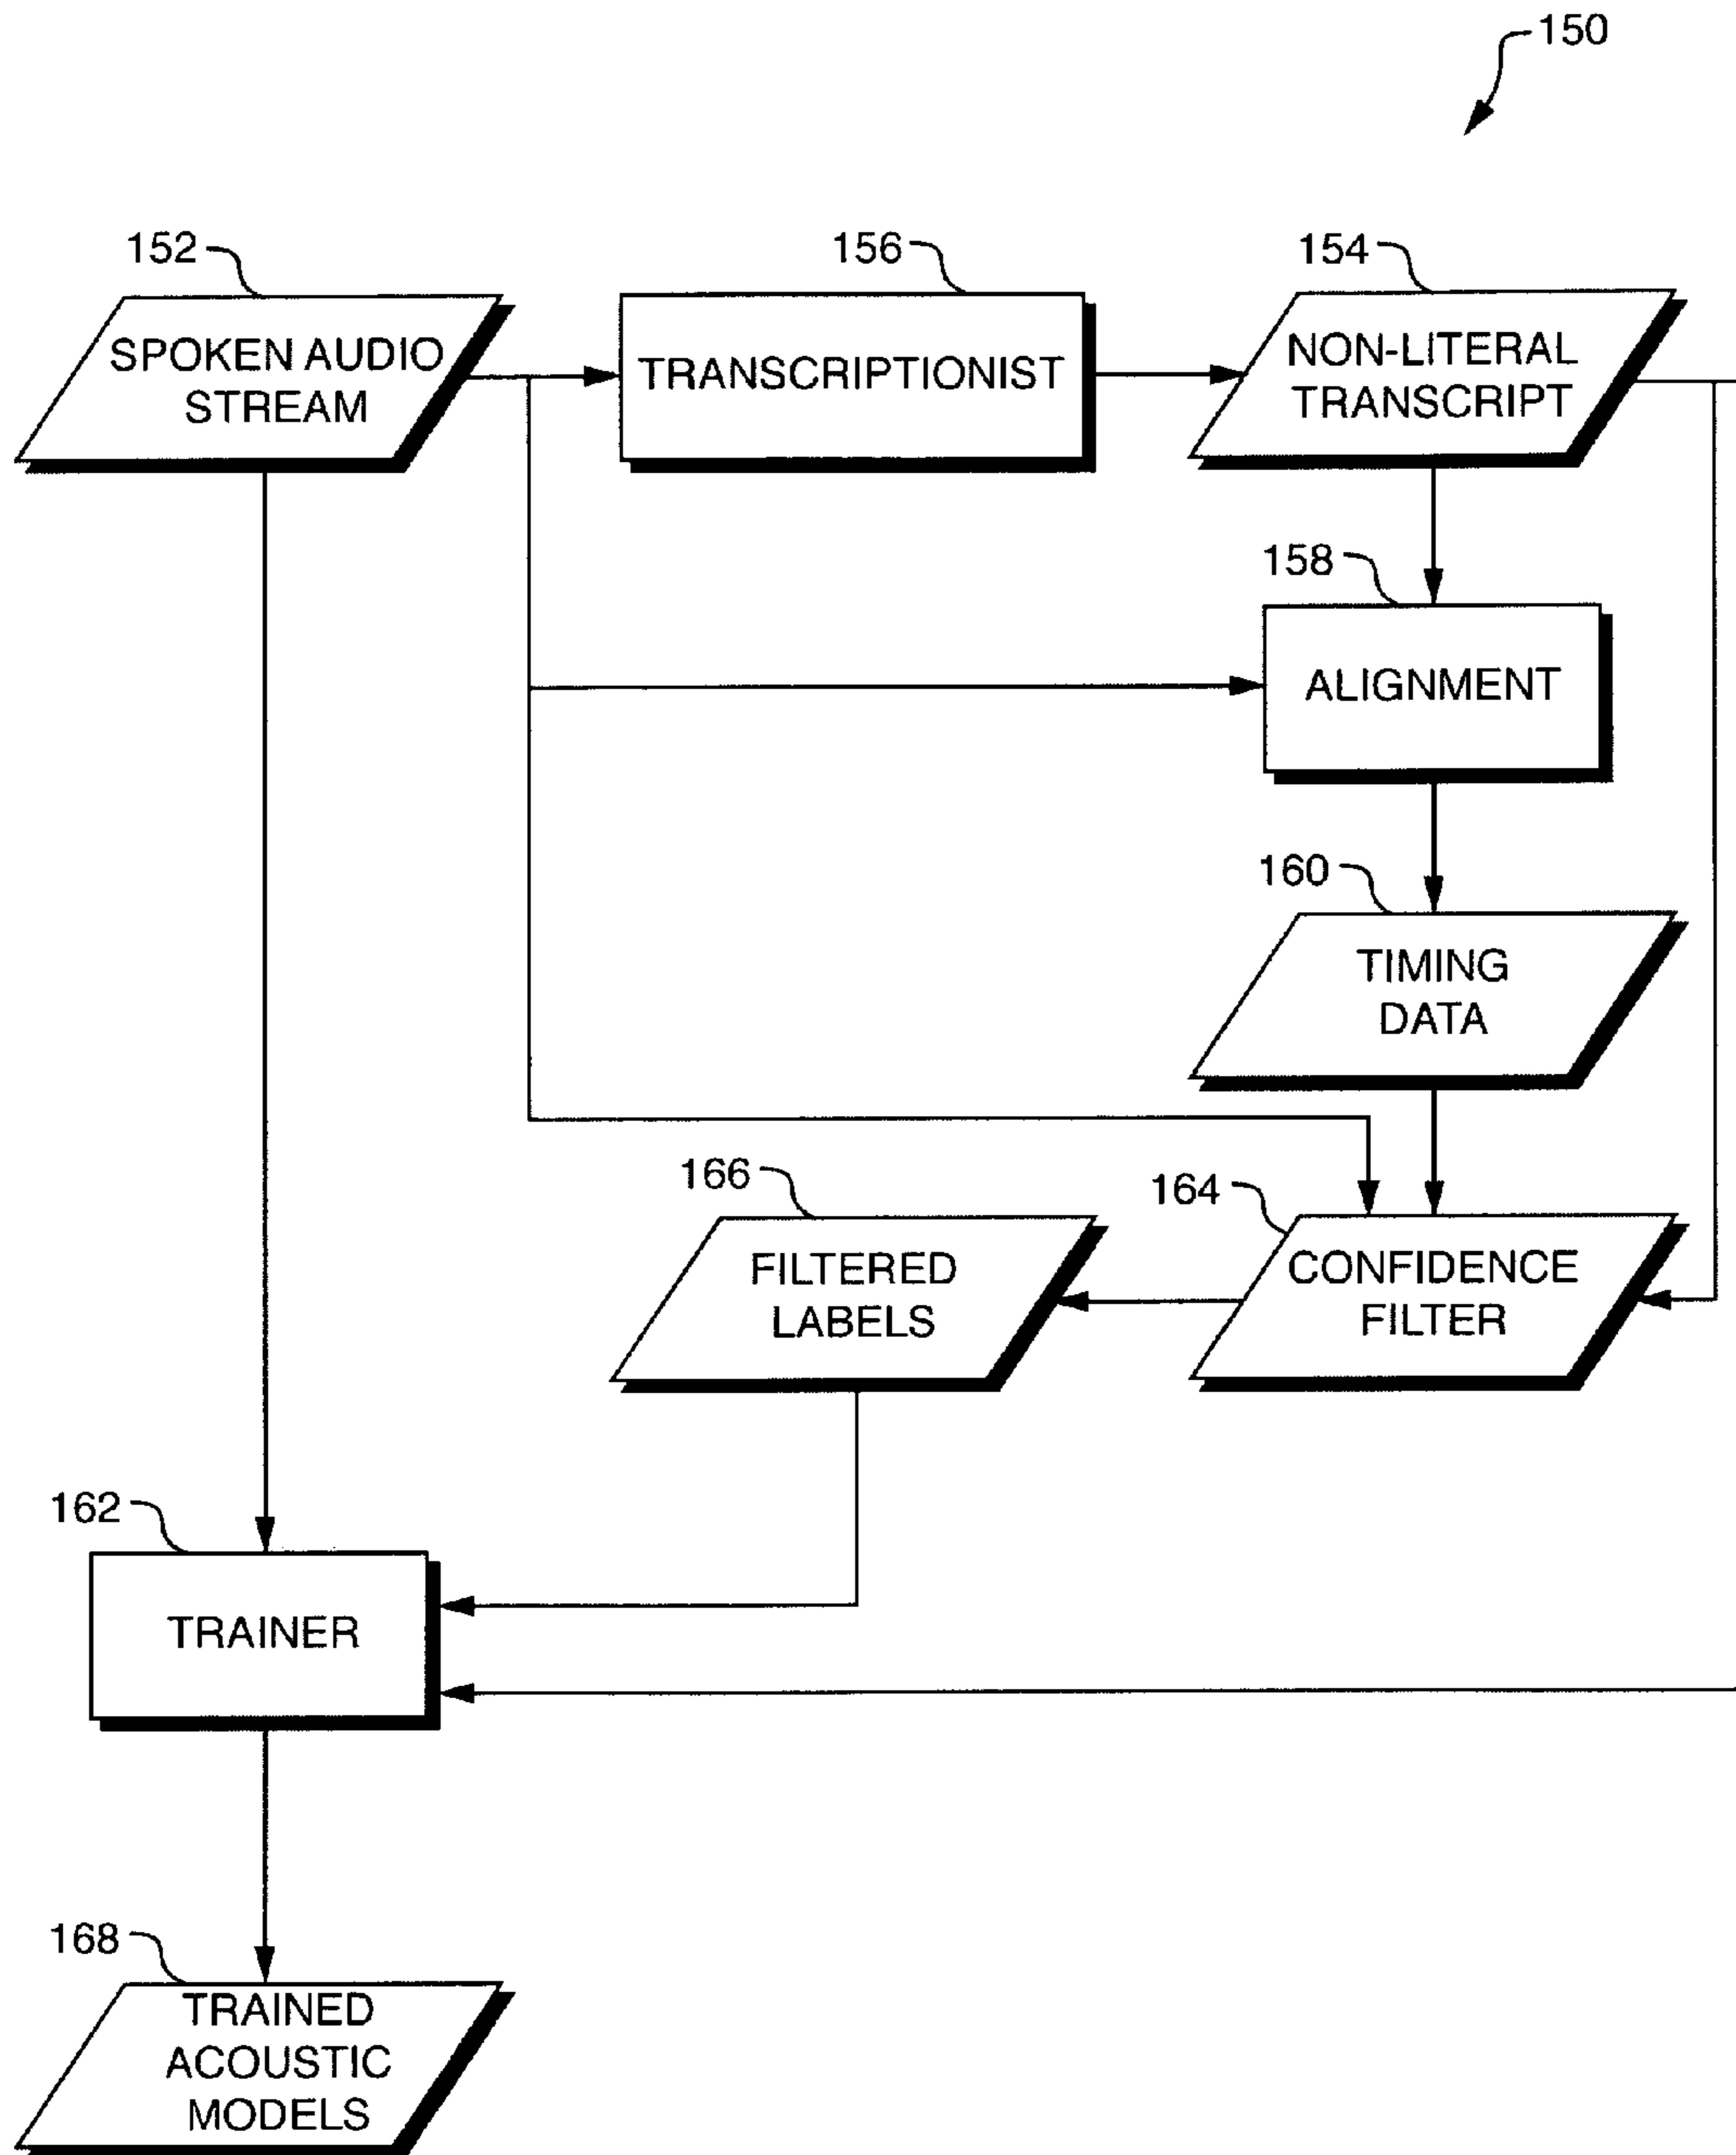 150
152
156
154
SPOKEN AUDIO
STREAM
TRANSCRIPTIONIST
NON-LITERAL
TRANSCRIPT
158
ALIGNMENT
160
TIMING
DATA
166
164
FILTERED
LABELS
CONFIDENCE
FILTER
162
TRAINER
168
TRAINED
ACOUSTIC
MODELS